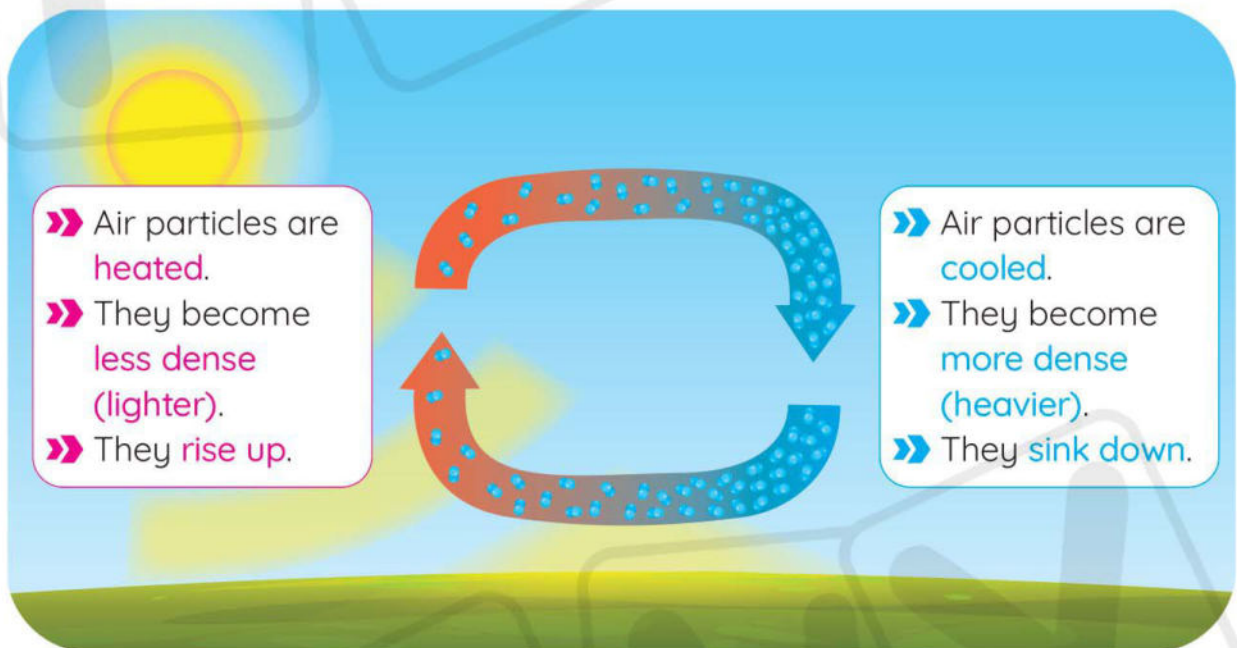 Air particles are
heated.
They become
less dense
(lighter).
They rise up.
Air particles are
cooled.
They become
more dense
(heavier).
They sink down.